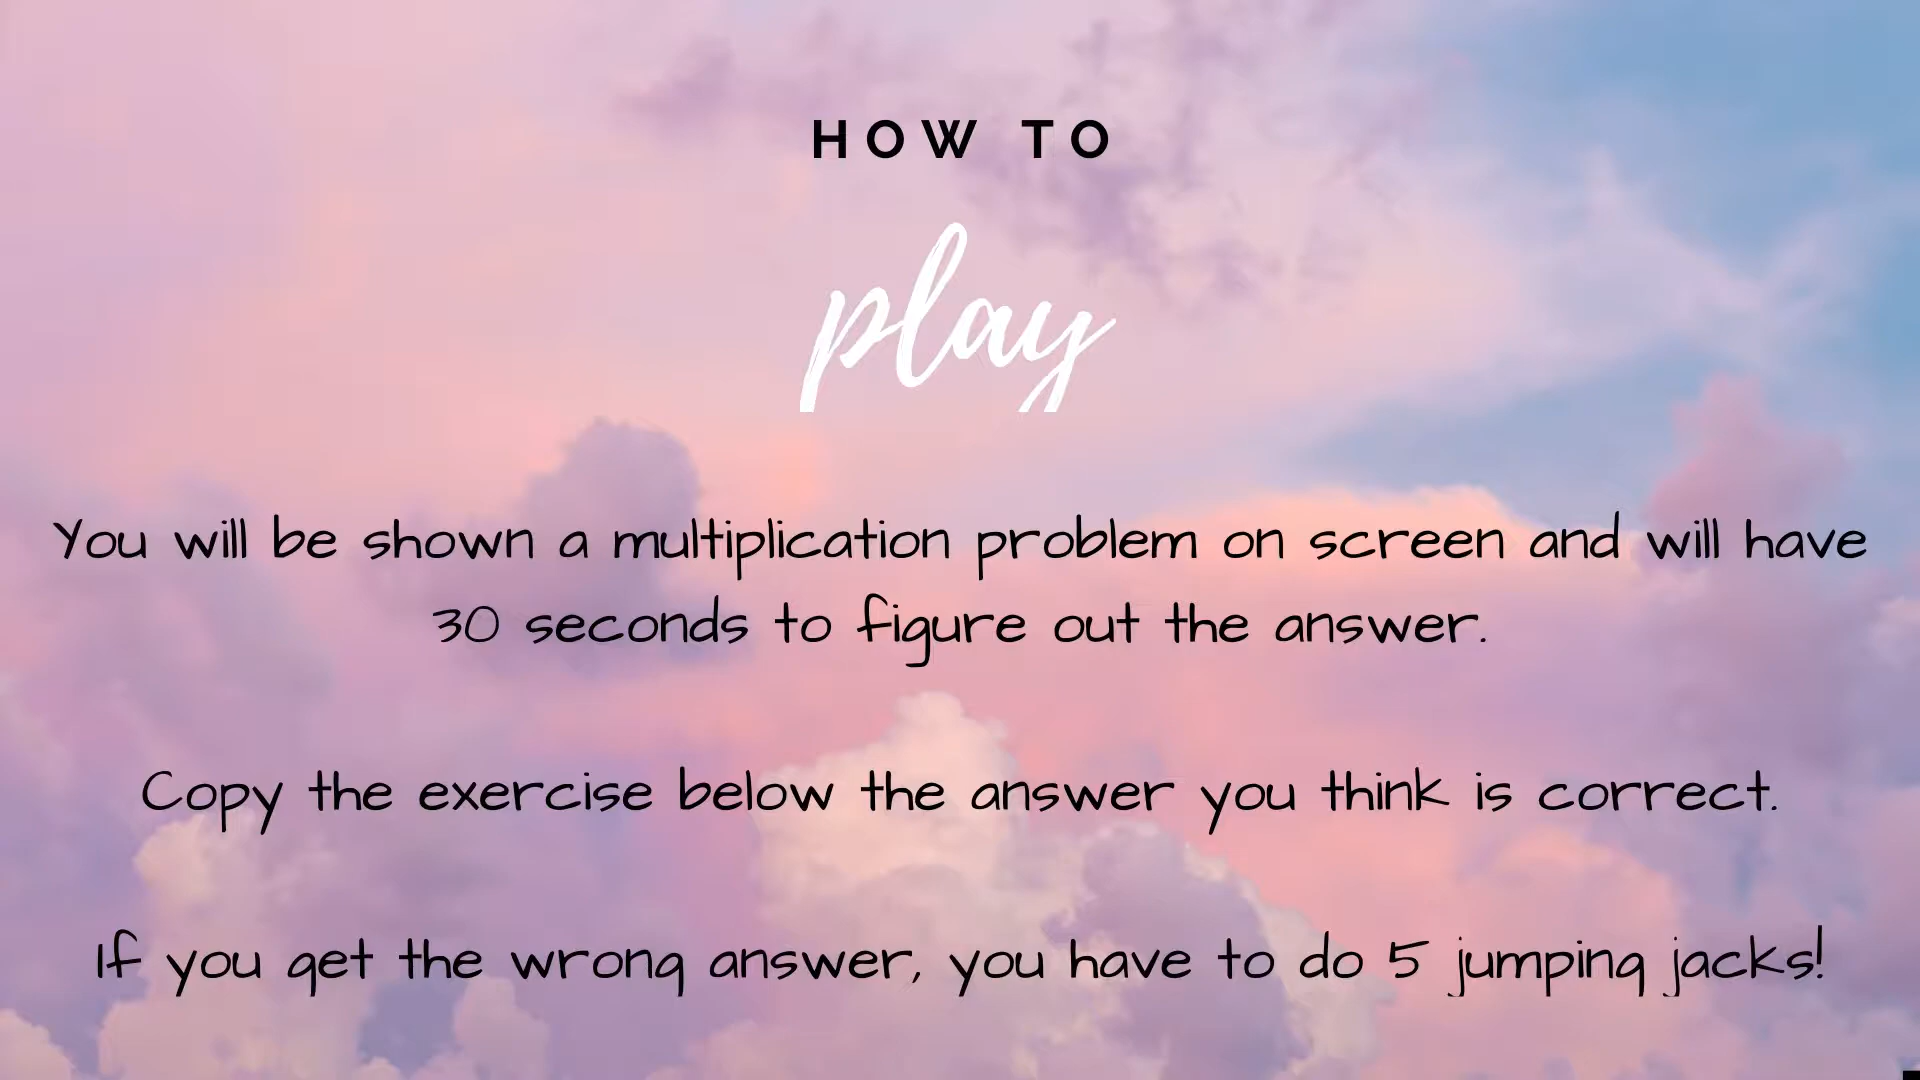 HOW TO
play
You will be shown a multiplication problem on screen and will have
30 seconds to figure out the answer.
Copy the exercise below the answer you think is correct.
If you get the wrong answer, you have to do 5 jumping jacks!